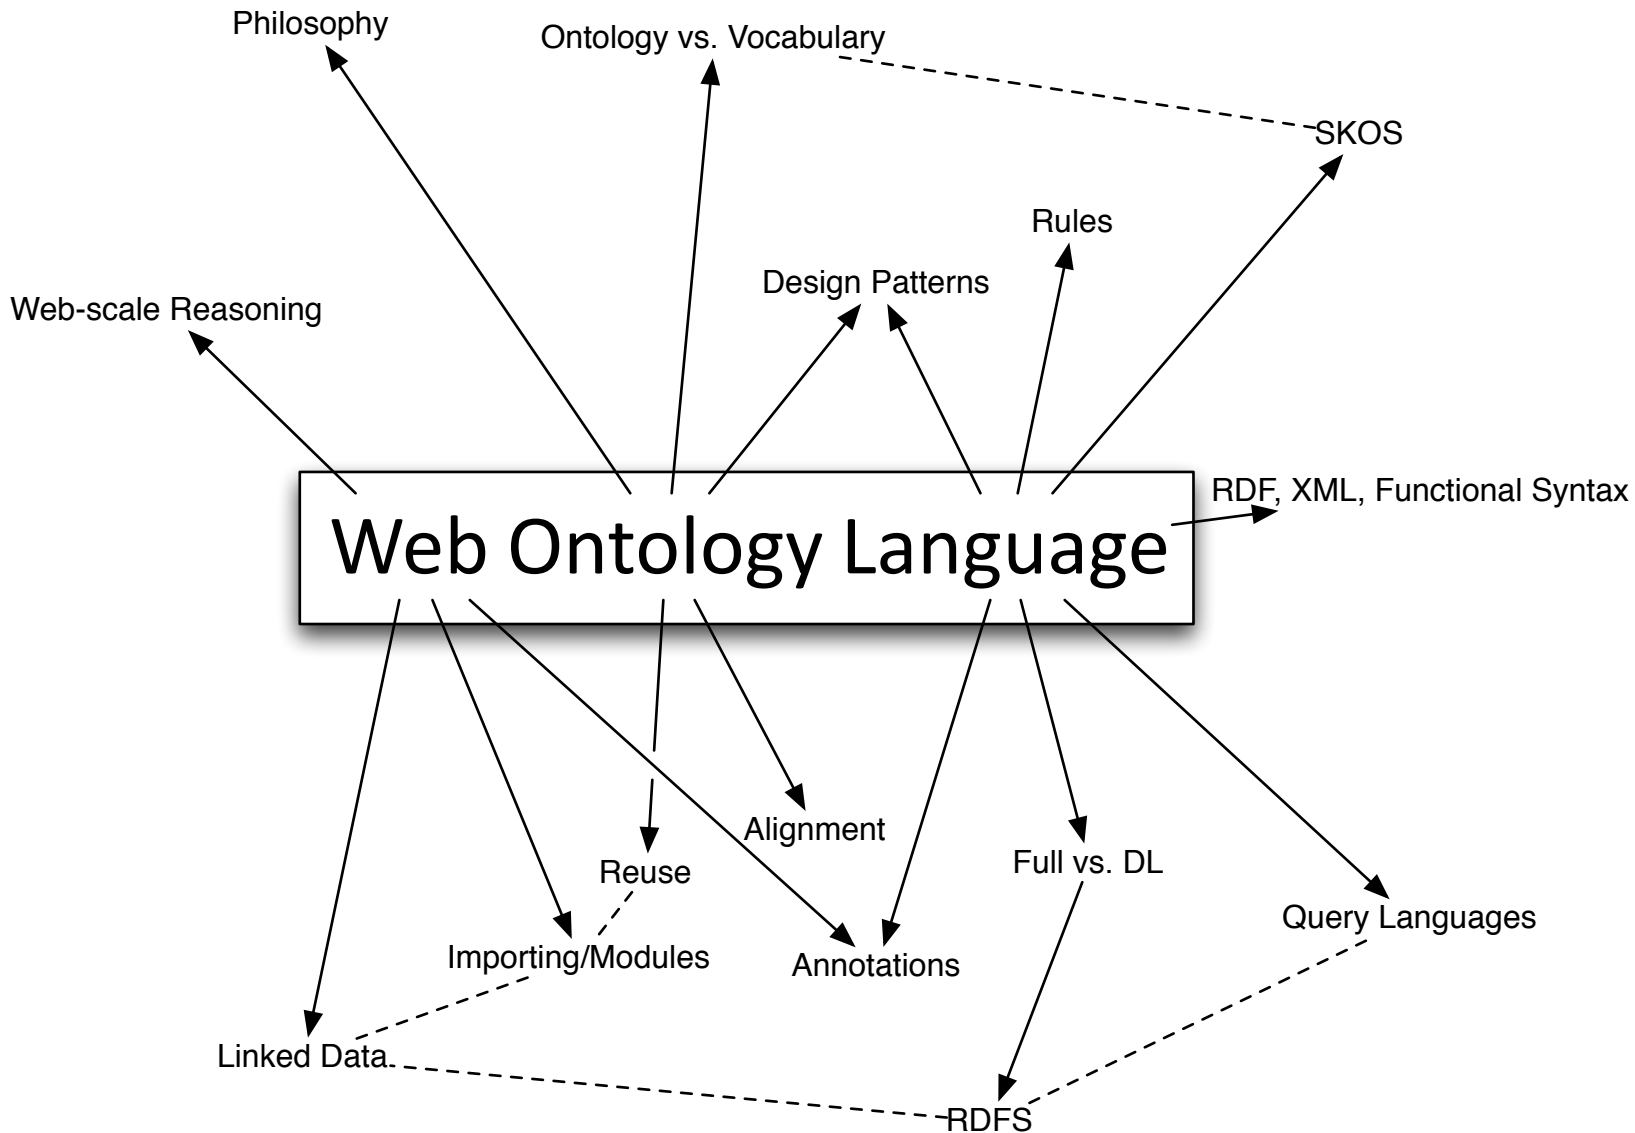 Philosophy
Ontology vs. Vocabulary
SKOS
Rules
Design Patterns
Web-scale Reasoning
RDF, XML, Functional Syntax
Web Ontology Language
Alignment
Reuse
Full vs. DL
Query Languages
Importing/Modules
Annotations
Linked Data
RDFS